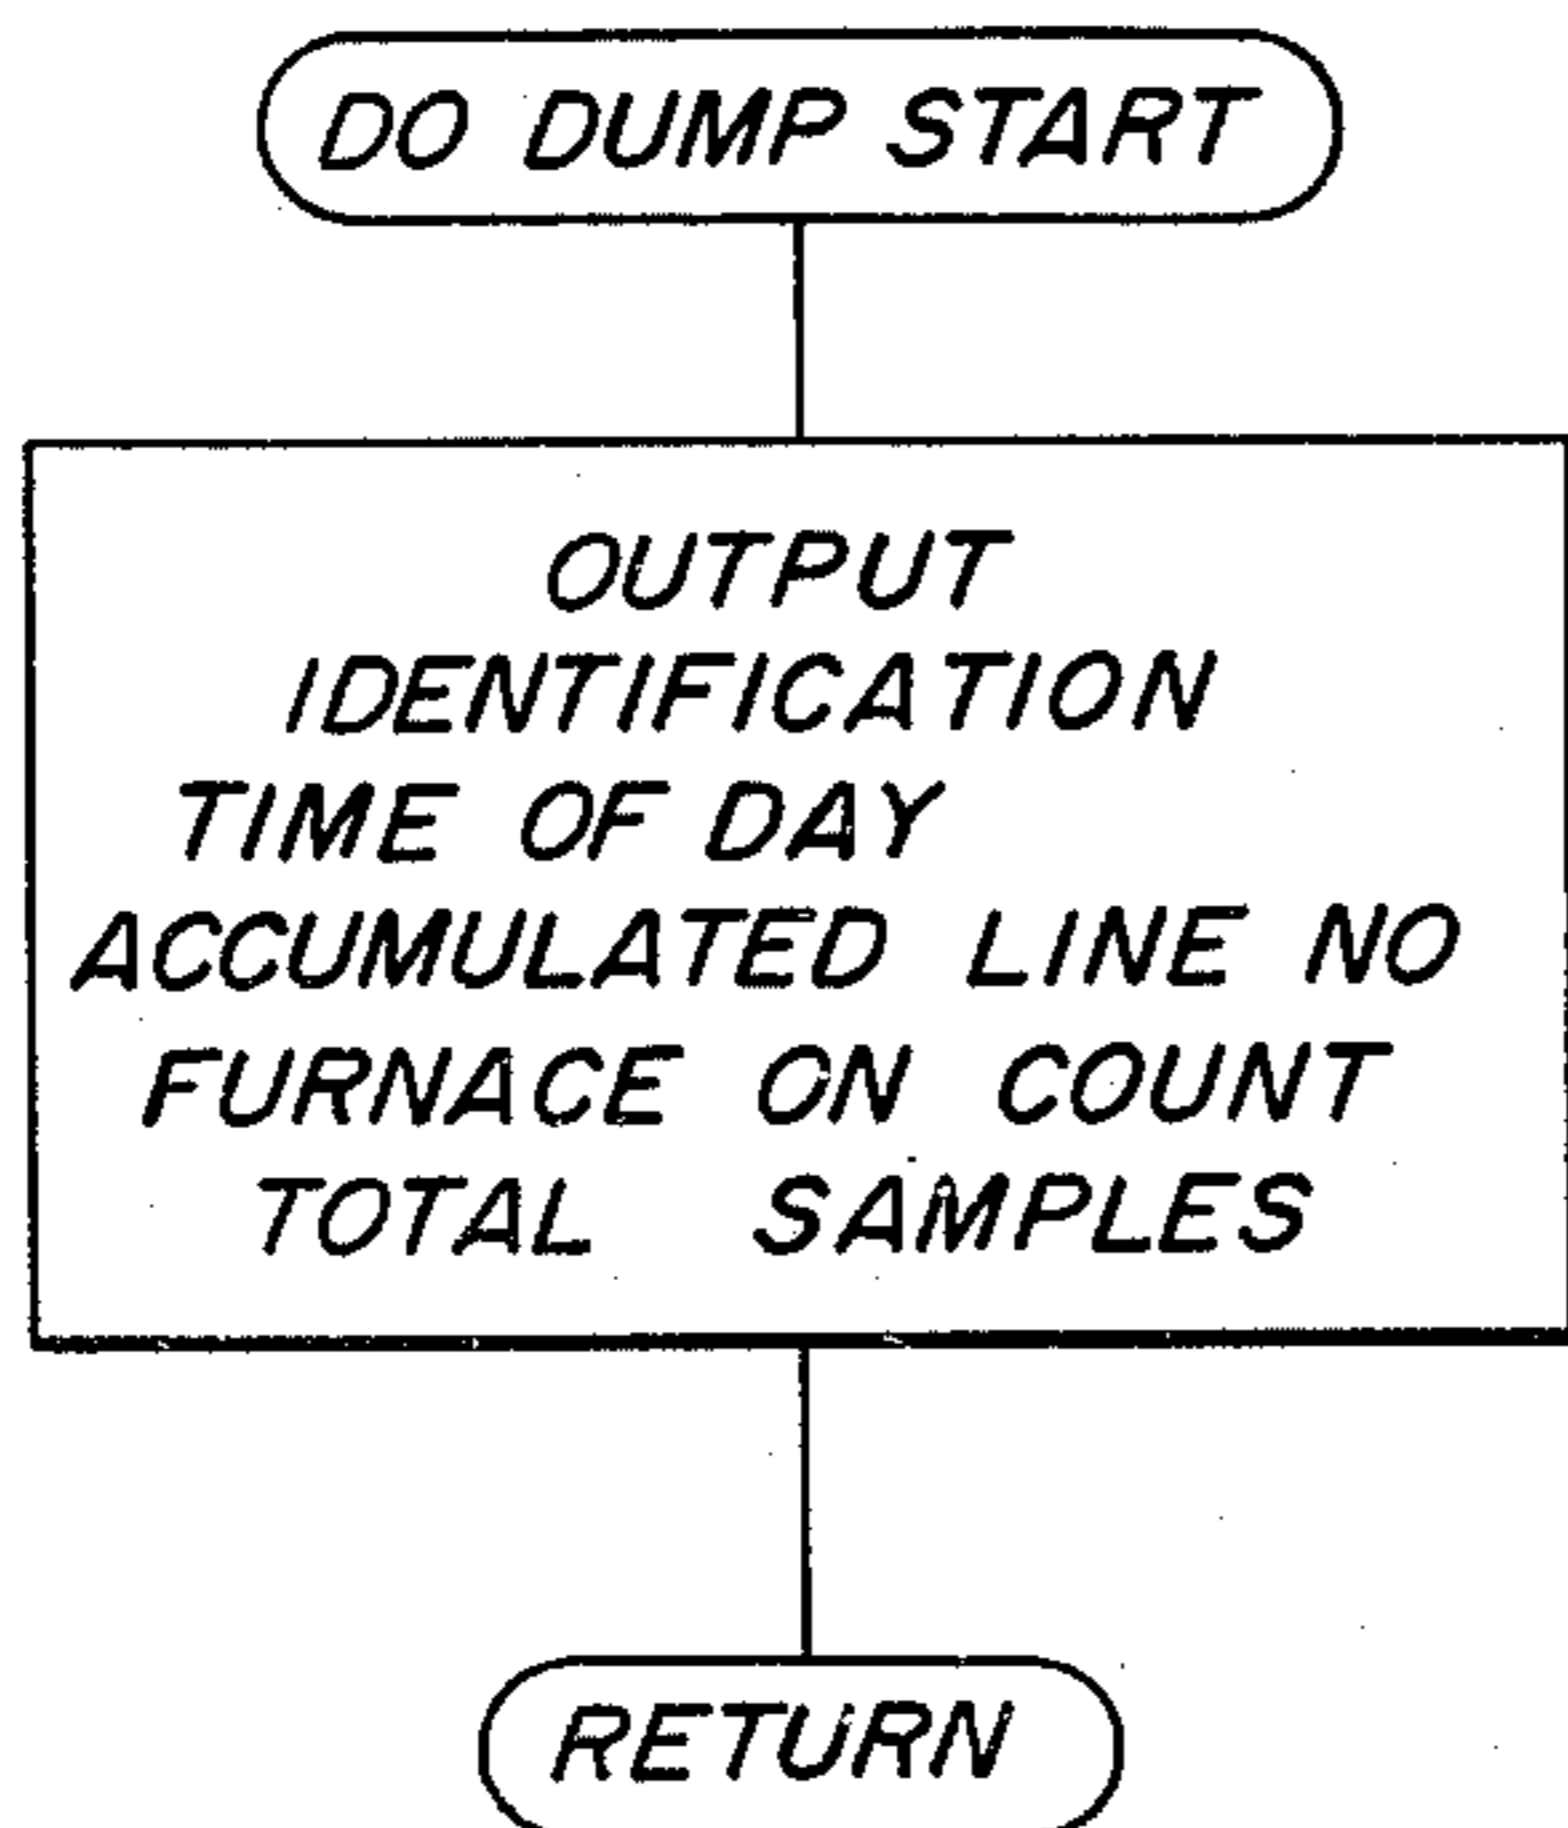 DO DUMP START
OUTPUT
IDENTIFICATION
TIME OF DAY
ACCUMULATED LINE NO
FURNACE ON COUNT
TOTAL SAMPLES
RETURN